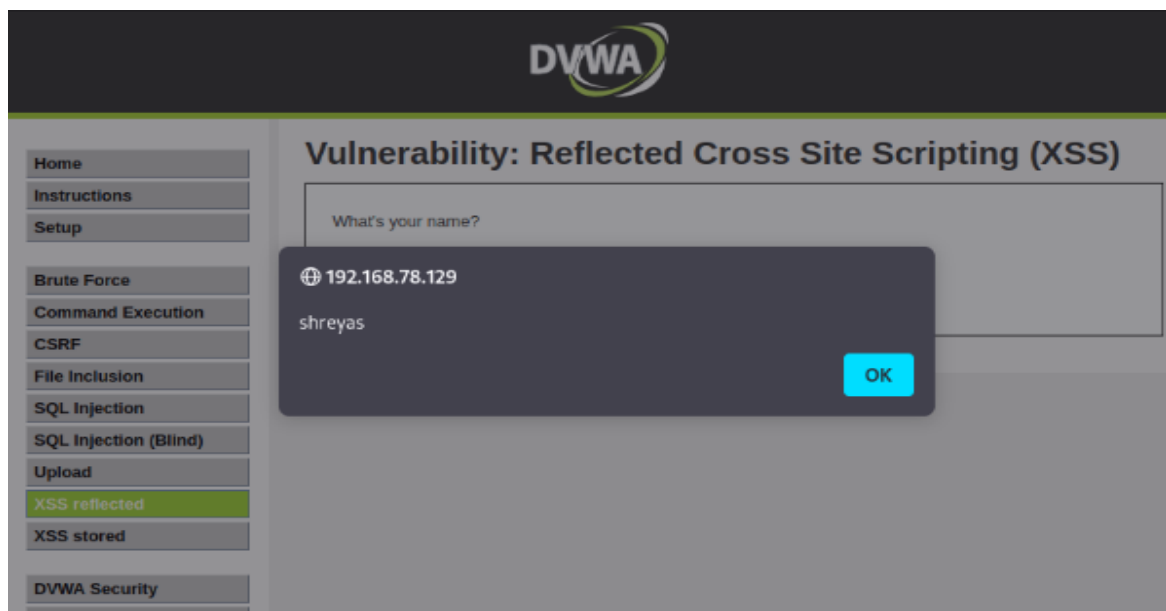 DVWA
Home
Instructions
Setup
Brute Force
Command Execution
CSRF
File Inclusion
SQL Injection
SQL Injection (Blind)
Upload
XSS reflected
XSS stored
DVWA Security
Vulnerability: Reflected Cross Site Scripting (XSS)
What's your name?
192.168.78.129
shreyas
OK